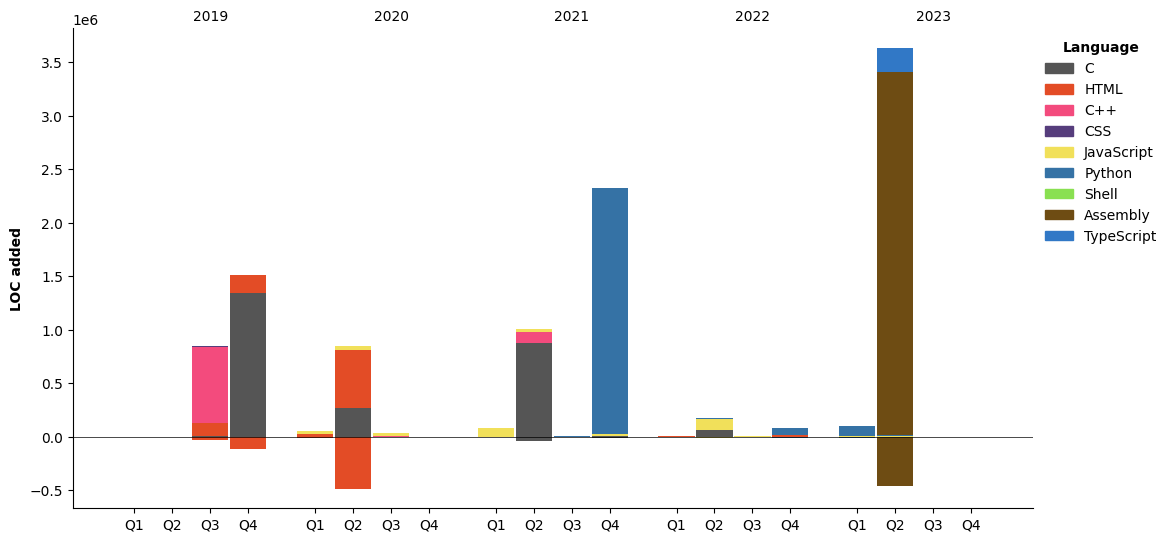 1e6
2019 2020 2021 2022 2023
Language
C
HTML
C++
CSS
JavaScript
Python
Shell
Assembly
TypeScript
LOC added
3.5
3.0
2.5
2.0
1.5
1.0
0.5
0.0
−0.5
Q1 Q2 Q3 Q4 Q1 Q2 Q3 Q4 Q1 Q2 Q3 Q4 Q1 Q2 Q3 Q4 Q1 Q2 Q3 Q4